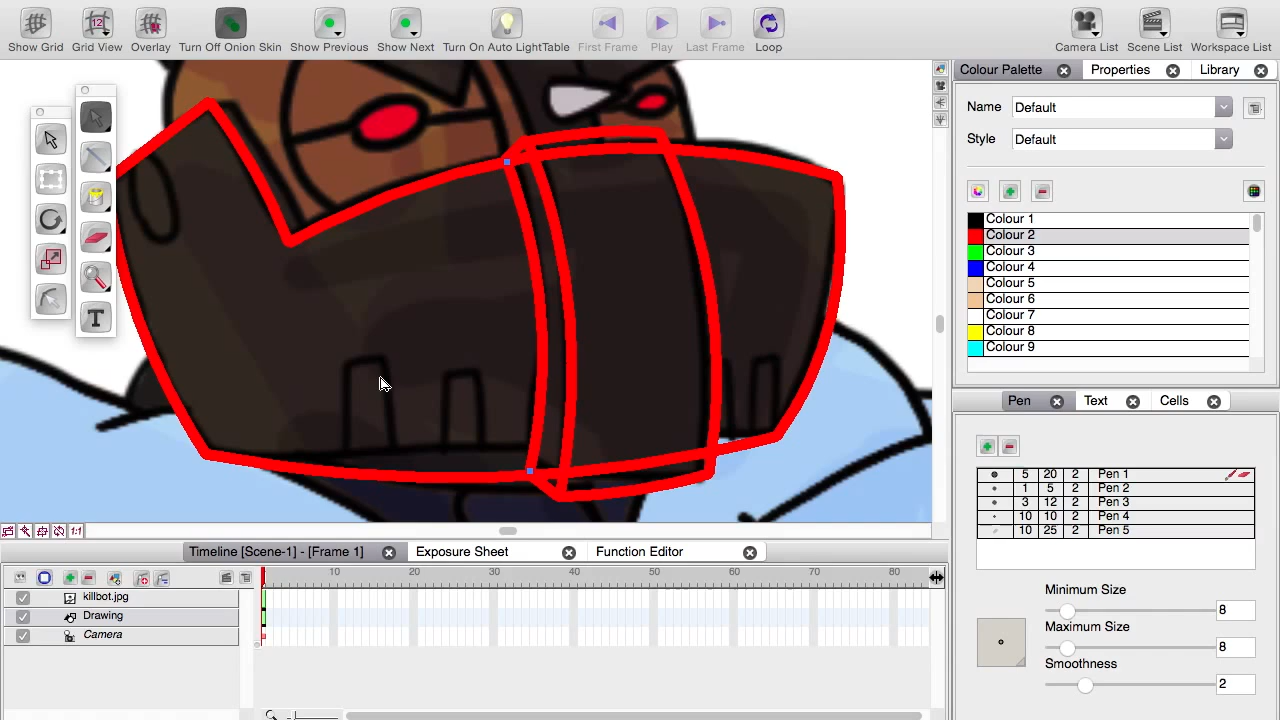 12
Show Grid Grid View Overlay Turn Off Onion Skin Show Previous Show Next Turn On Auto LightTable First Frame Play Last Frame Loop Camera List Scene List Workspace List
Colour Palette Properties Library
Name Default
Style Default
Colour 1
Colour 2
Colour 3
Colour 4
Colour 5
Colour 6
Colour 7
Colour 8
Colour 9
T
Pen Text Cells
5 20 2 Pen 1
1 5 2 Pen 2
3 12 2 Pen 3
10 10 2 Pen 4
10 25 2 Pen 5
1:1
Timeline [Scene-1] - [Frame 1] Exposure Sheet Function Editor
10 20 30 40 50 60 70 80
killbot.jpg
Drawing
Camera
Minimum Size
8
Maximum Size
8
Smoothness
2